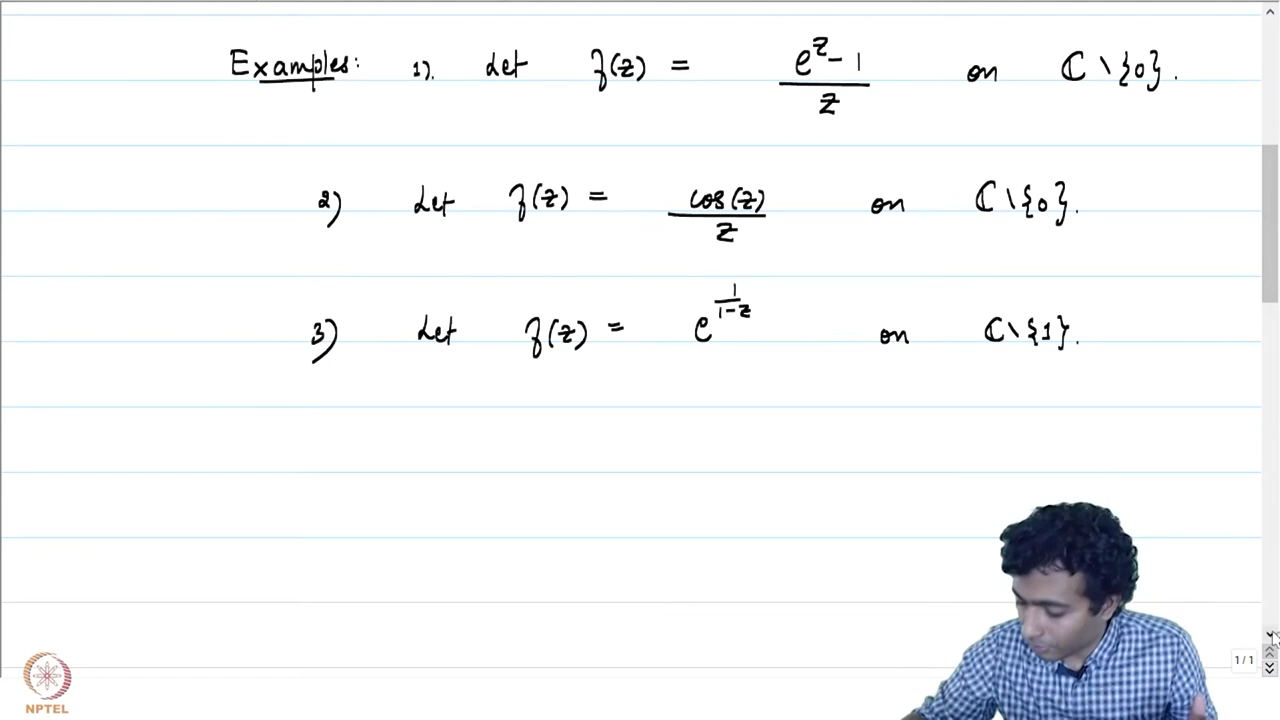 Examples: 1). Let f(z) = e^z - 1 / z on ℂ \ {0}.
2) Let f(z) = cos(z) / z on ℂ \ {0}.
3) Let f(z) = e^{1/(1-z)} on ℂ \ {1}.
1 / 1
NPTEL